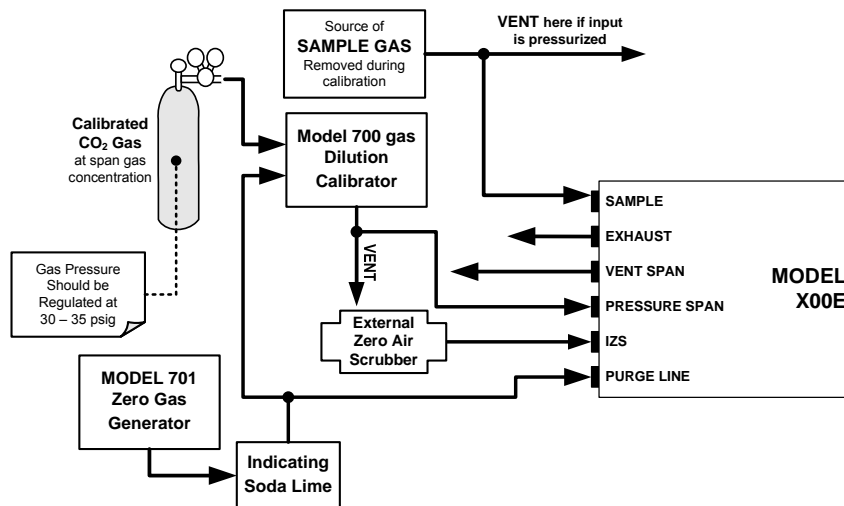 Source of
SAMPLE GAS
Removed during
calibration
VENT here if input
is pressurized
Calibrated
CO₂ Gas
at span gas
concentration
Model 700 gas
Dilution
Calibrator
SAMPLE
EXHAUST
VENT SPAN
PRESSURE SPAN
IZS
PURGE LINE
MODEL
X00E
VENT
Gas Pressure
Should be
Regulated at
30 – 35 psig
External
Zero Air
Scrubber
MODEL 701
Zero Gas
Generator
Indicating
Soda Lime